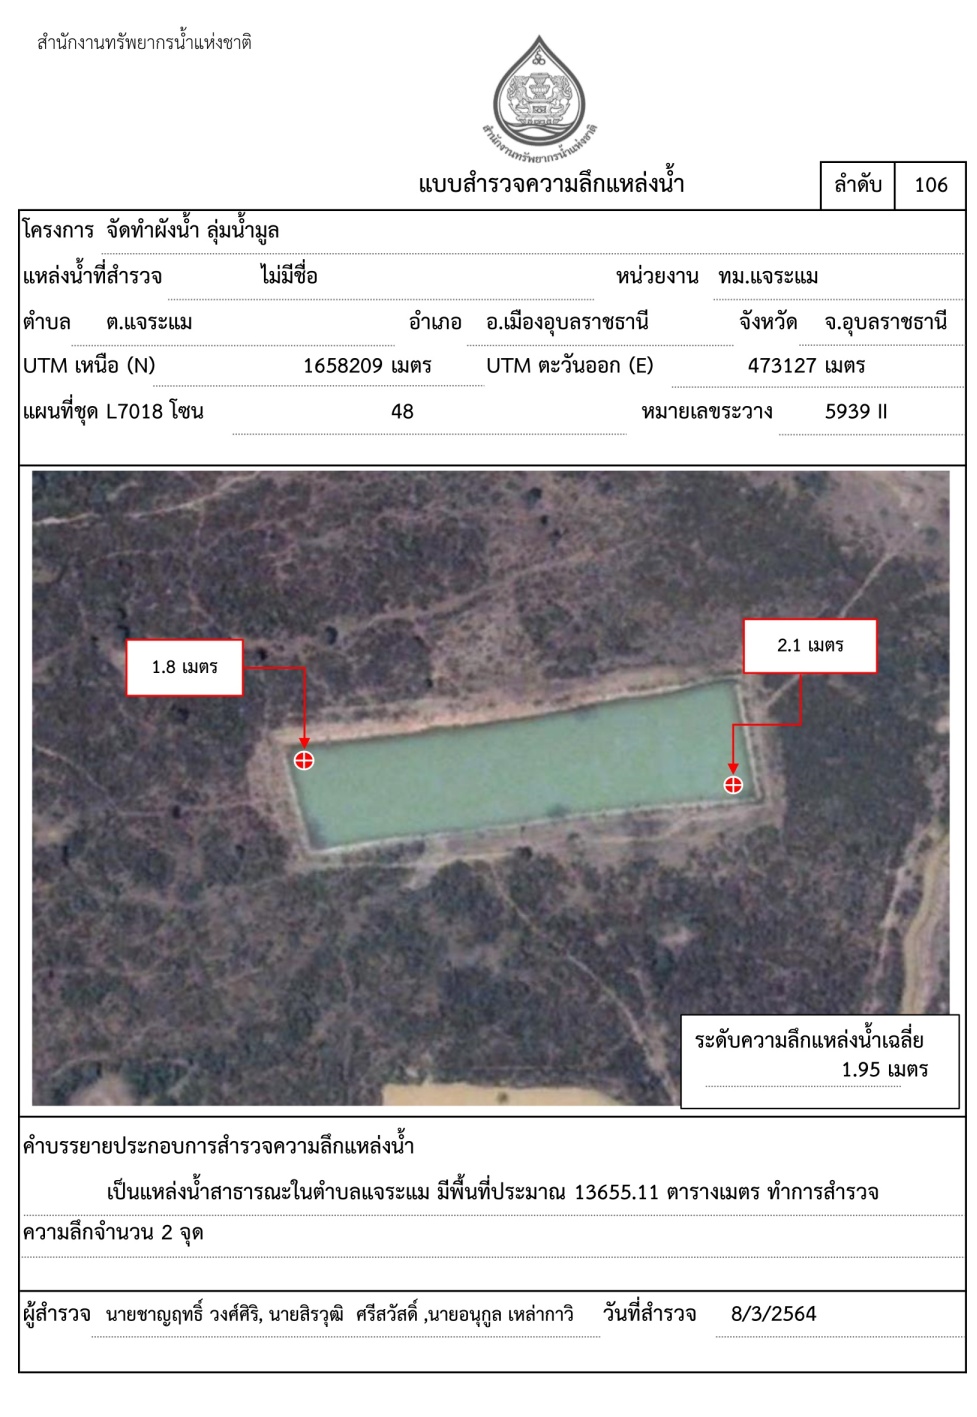 สำนักงานทรัพยากรน้ำแห่งชาติ
สำนักงานทรัพยากรน้ำแห่งชาติ
แบบสำรวจความลึกแหล่งน้ำ
ลำดับ 106
โครงการ จัดทำผังน้ำ ลุ่มน้ำมูล
แหล่งน้ำที่สำรวจ ไม่มีชื่อ หน่วยงาน ทม.แจระแม
ตำบล ต.แจระแม อำเภอ อ.เมืองอุบลราชธานี จังหวัด จ.อุบลราชธานี
UTM เหนือ (N) 1658209 เมตร UTM ตะวันออก (E) 473127 เมตร
แผนที่ชุด L7018 โซน 48 หมายเลขระวาง 5939 II
2.1 เมตร
1.8 เมตร
ระดับความลึกแหล่งน้ำเฉลี่ย
1.95 เมตร
คำบรรยายประกอบการสำรวจความลึกแหล่งน้ำ
เป็นแหล่งน้ำสาธารณะในตำบลแจระแม มีพื้นที่ประมาณ 13655.11 ตารางเมตร ทำการสำรวจ
ความลึกจำนวน 2 จุด
ผู้สำรวจ นายชาญฤทธิ์ วงศ์ศิริ, นายสิรวุฒิ ศรีสวัสดิ์ ,นายอนุกูล เหล่ากาวิ วันที่สำรวจ 8/3/2564